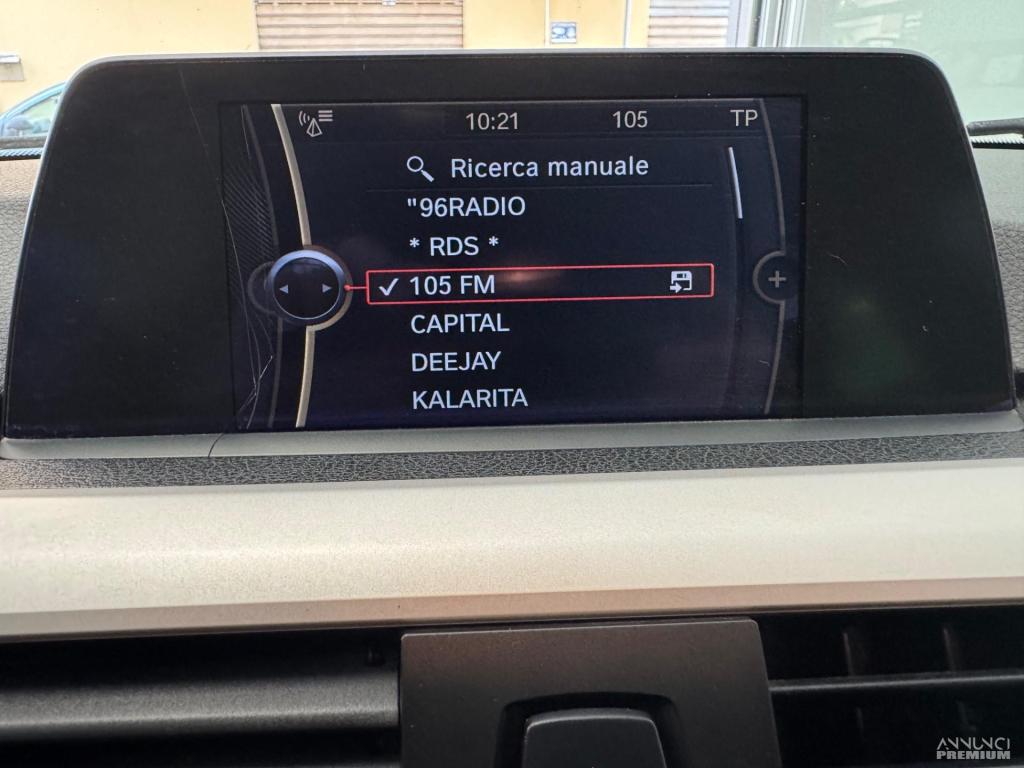 10:21 105 TP
Ricerca manuale
"96RADIO
* RDS *
105 FM
CAPITAL
DEEJAY
KALARITA
ANNUNCI
PREMIUM